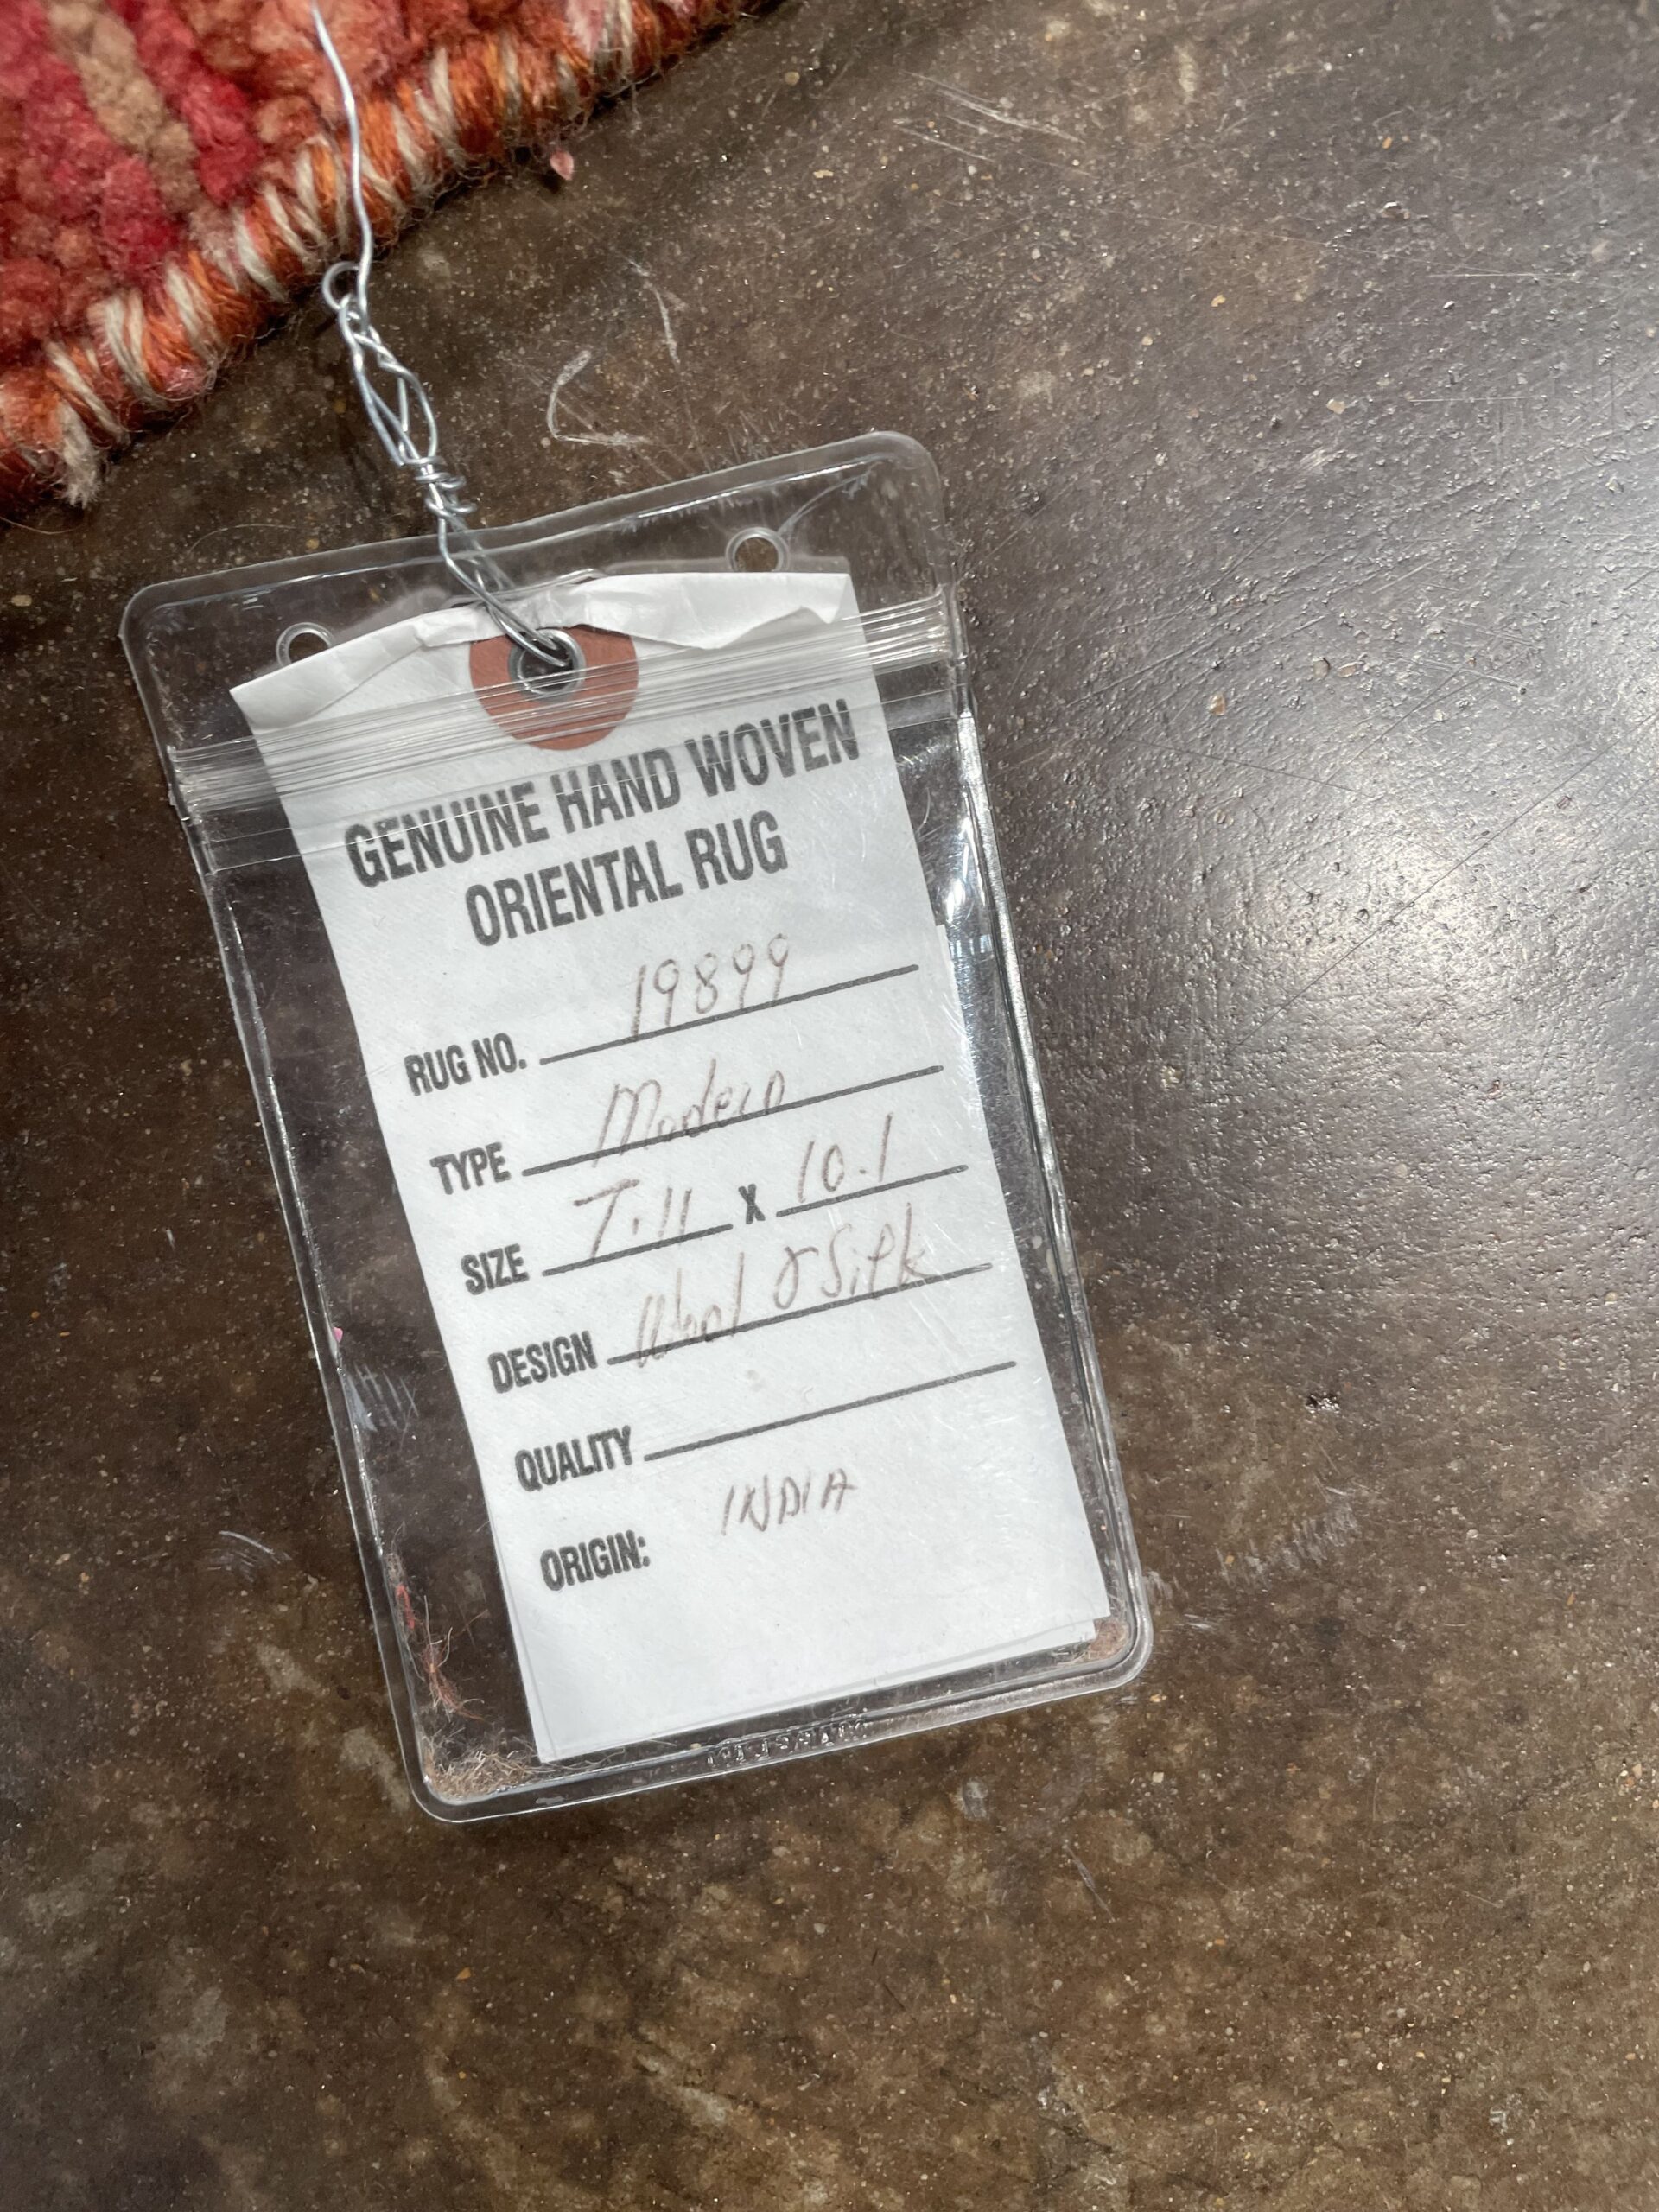 GENUINE HAND WOVEN
ORIENTAL RUG
RUG NO. 19899
TYPE Modern
SIZE 7.11 X 10.1
DESIGN Wool & Silk
QUALITY
ORIGIN: INDIA